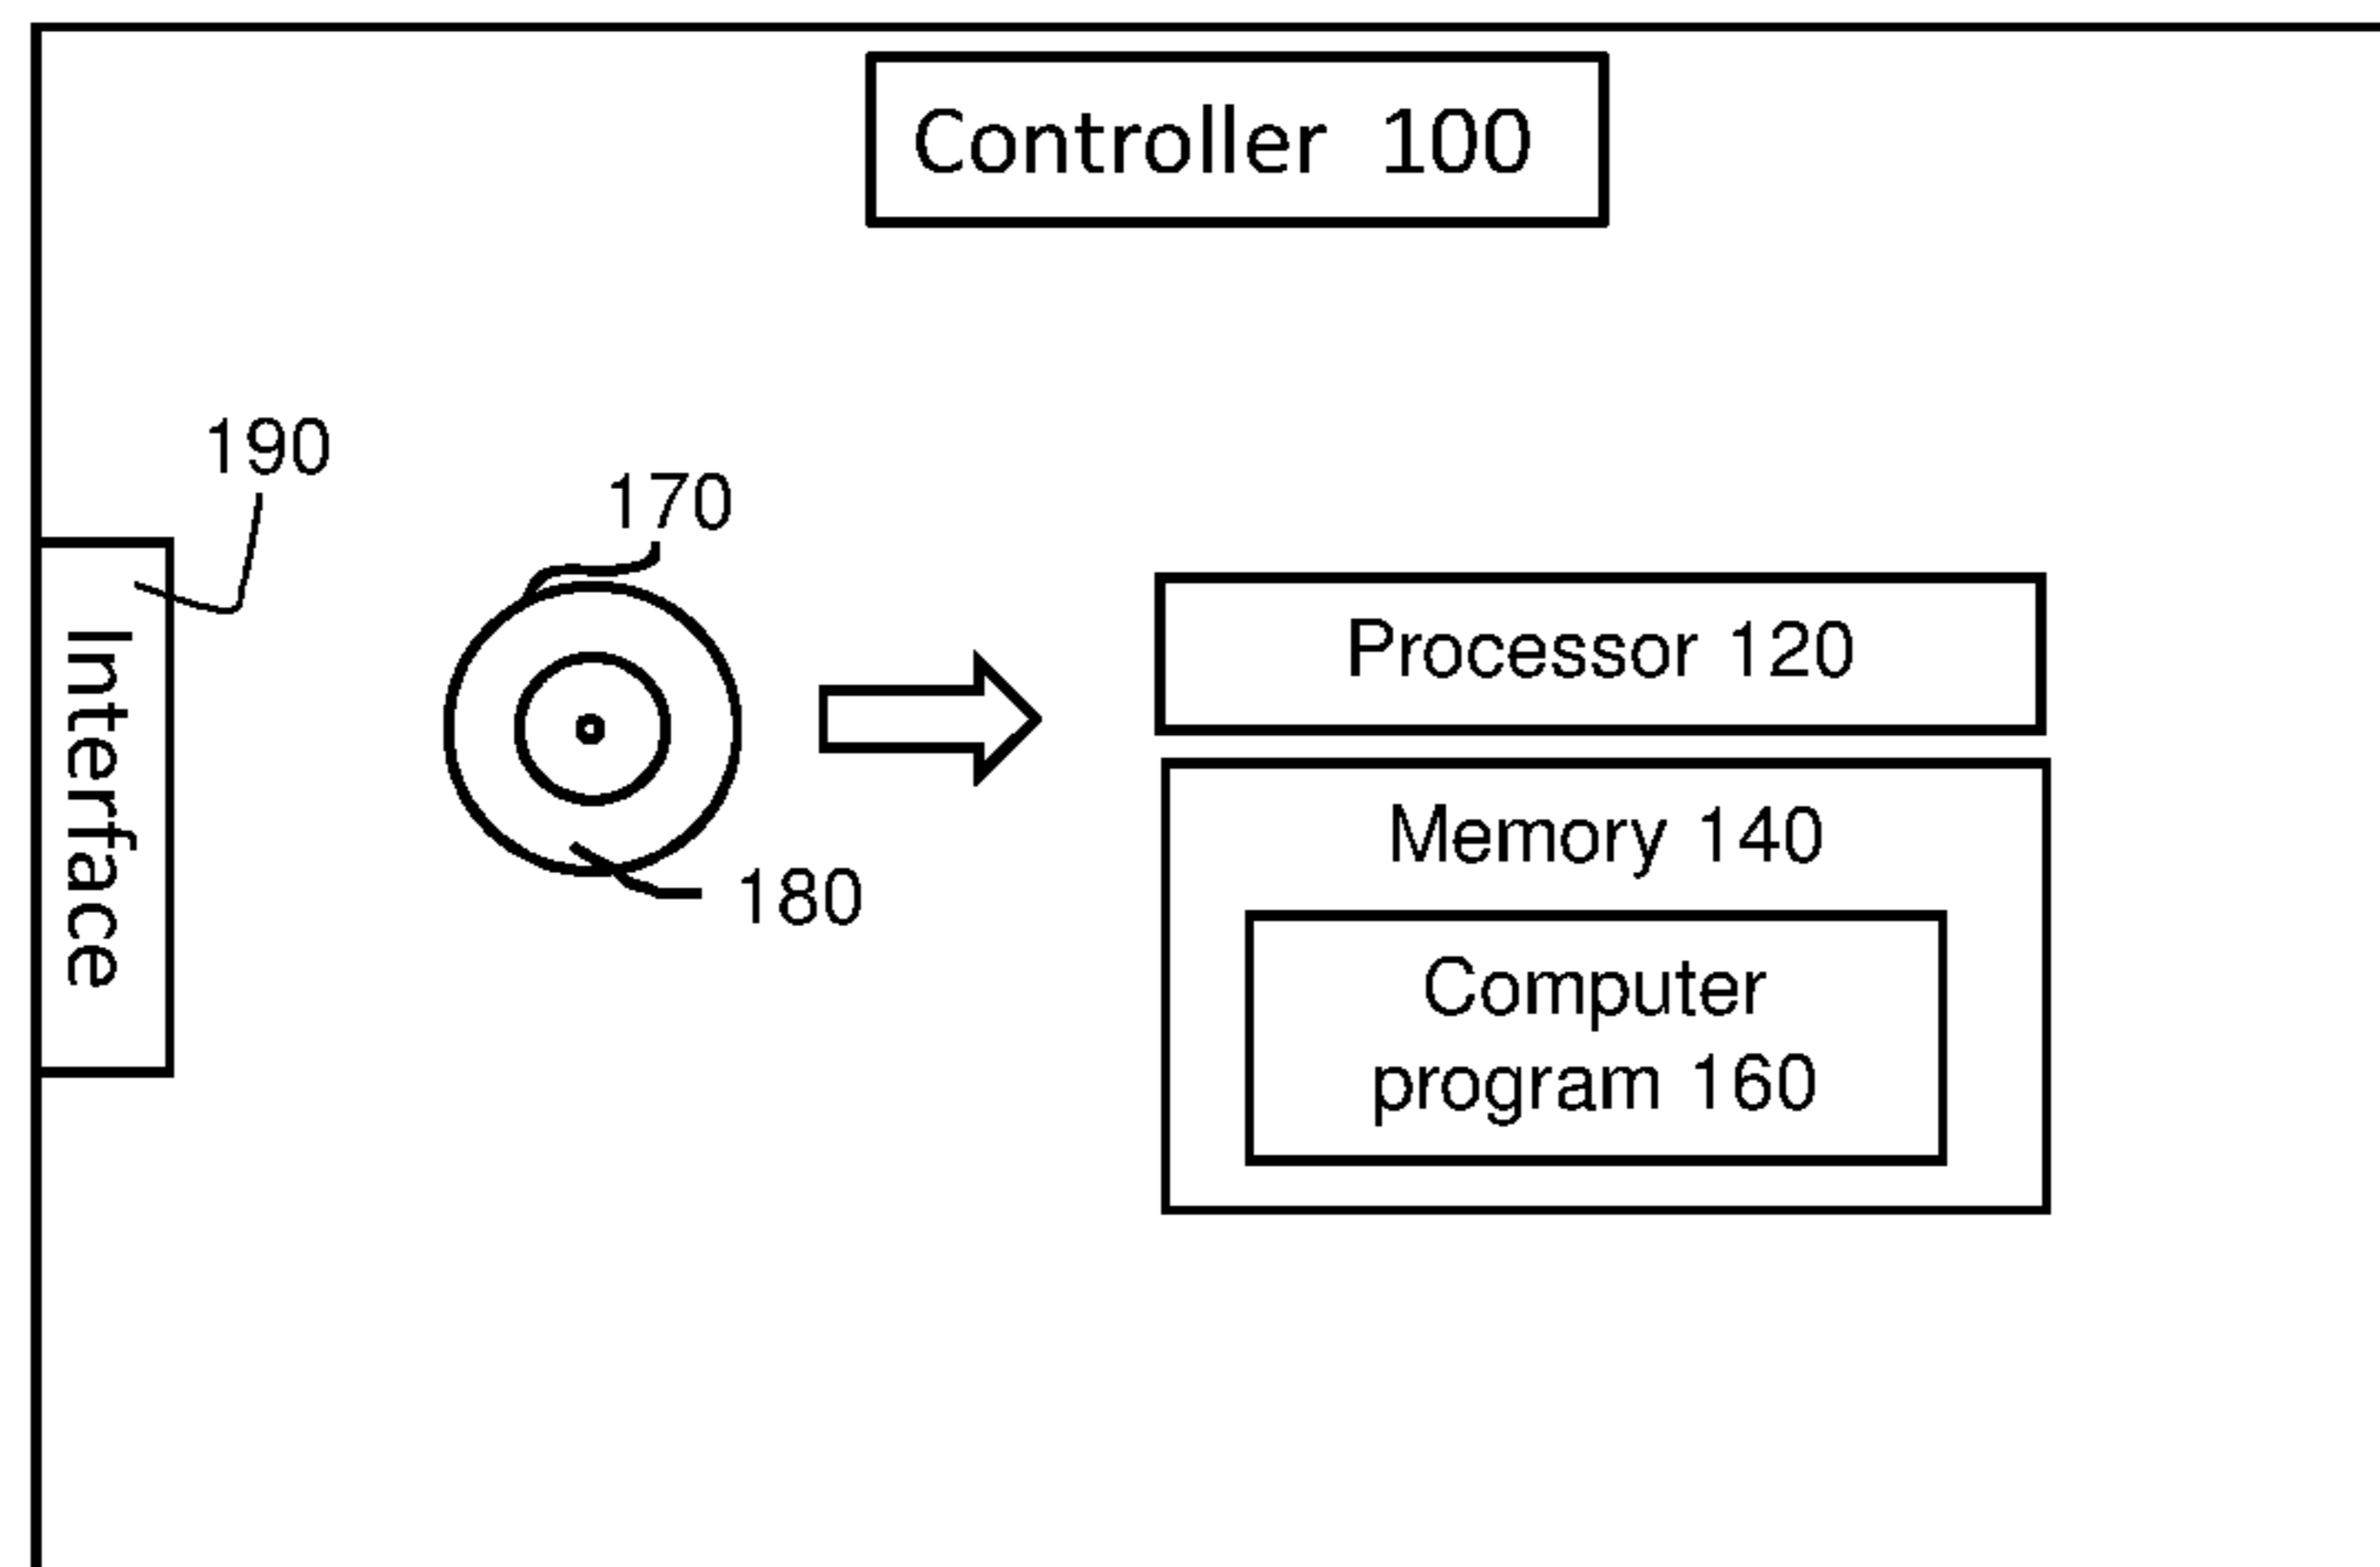 Controller 100
190
170
Interface
Processor 120
Memory 140
180
Computer
program 160